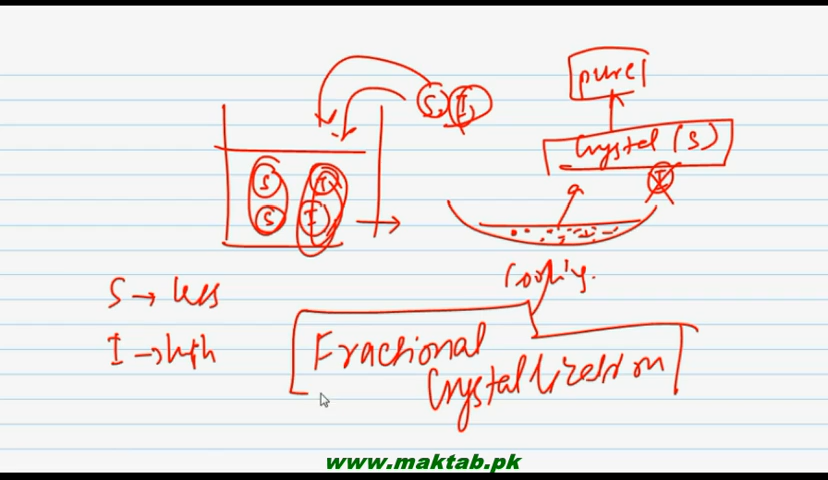 pure
S I
Crystal (S)
I
S I
S I
Cooling.
S → less
I → high
Fractional
Crystallization
www.maktab.pk